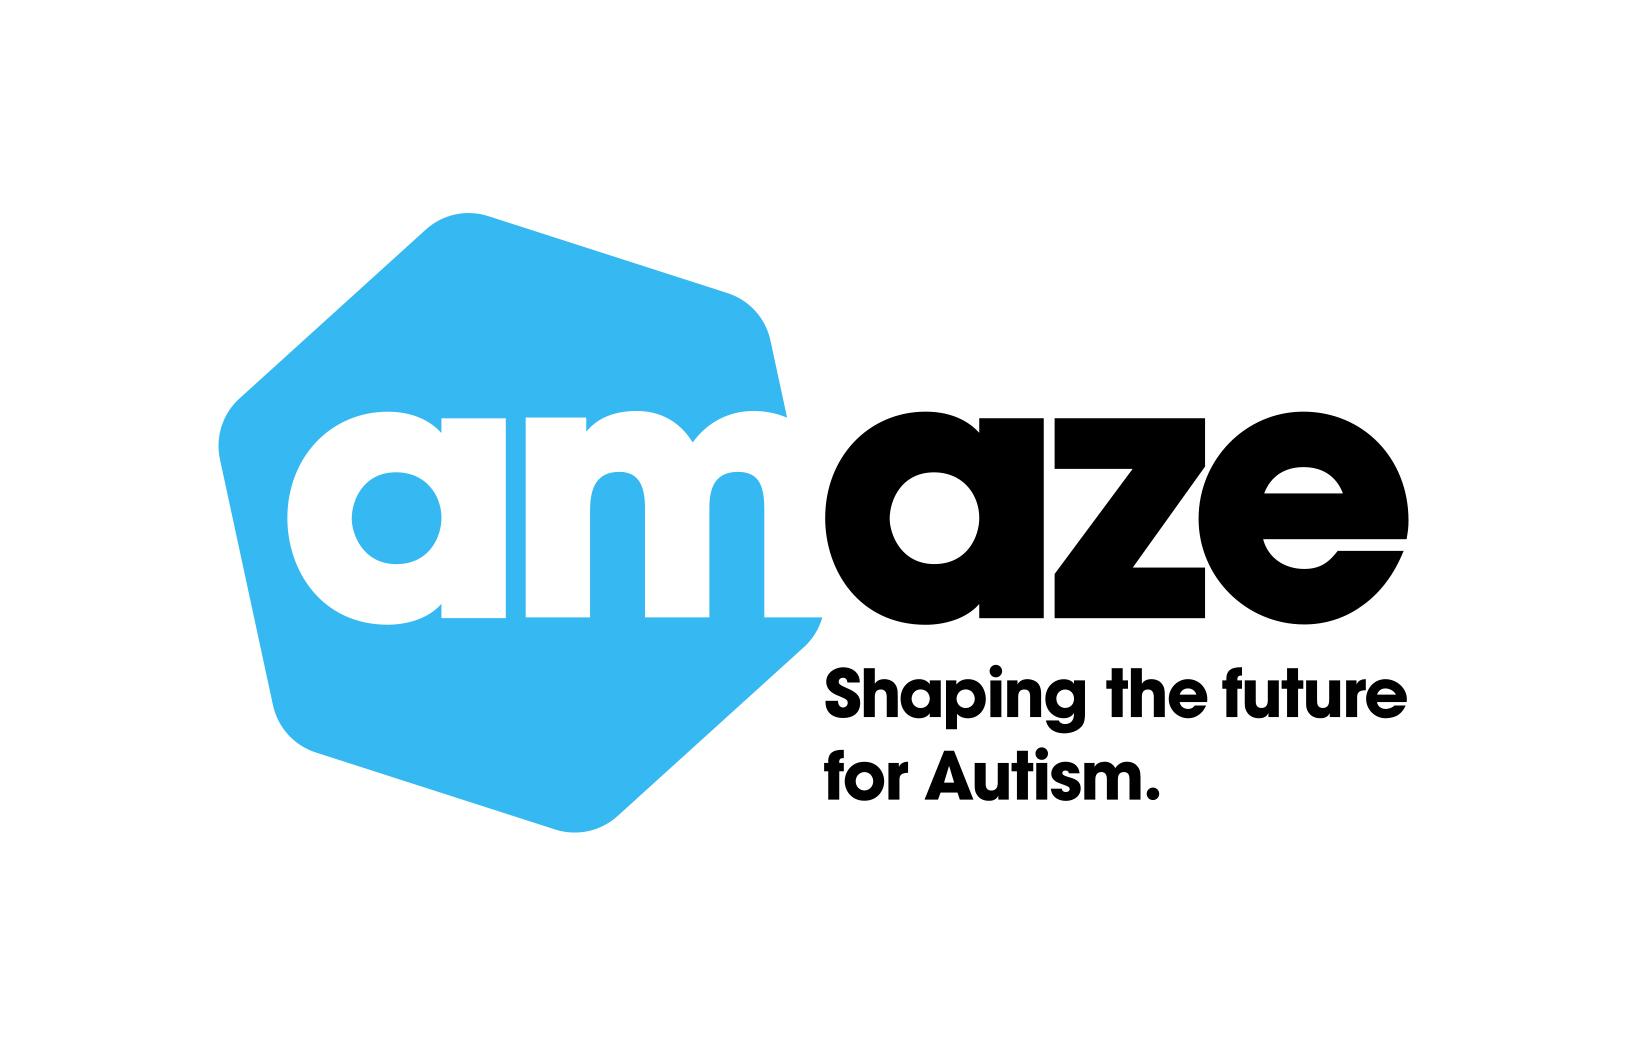 amaze
Shaping the future
for Autism.